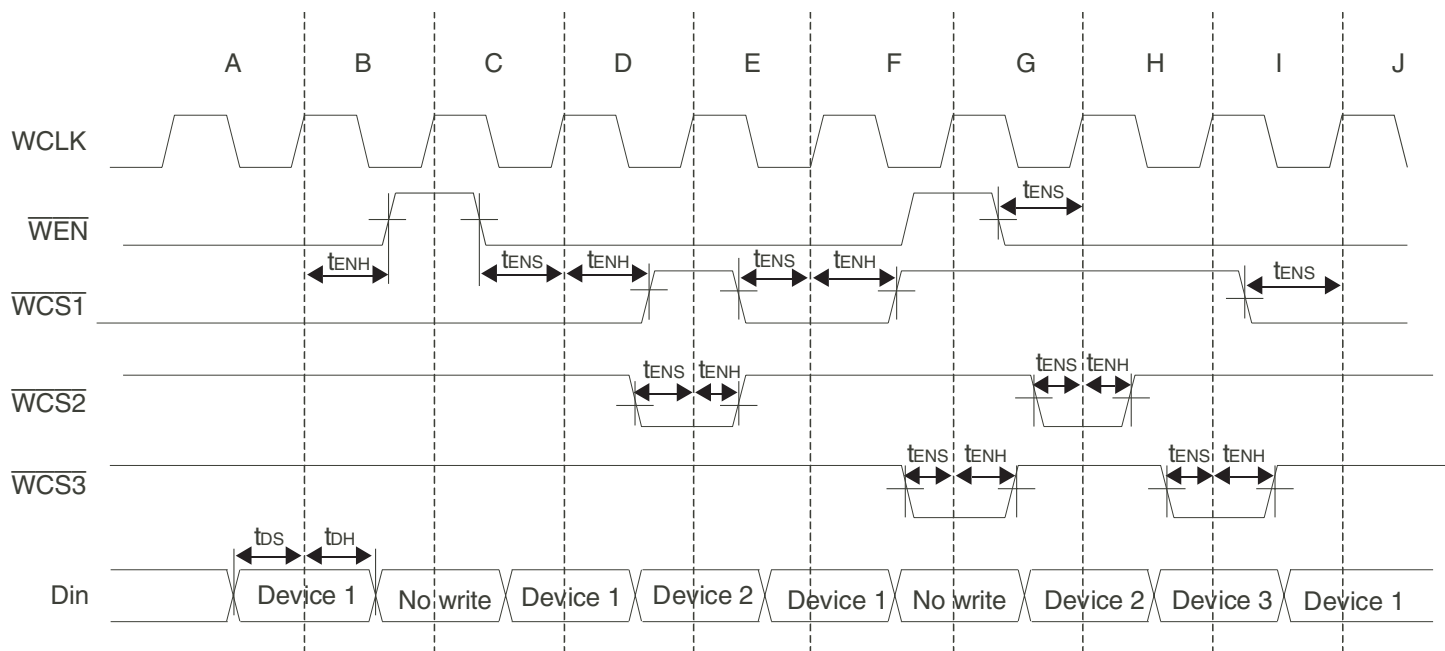 A B C D E F G H I J
WCLK
WEN
tENS
tENH tENS tENH tENS tENH tENS
WCS1
tENS tENH tENS tENH
WCS2
tENS tENH tENS tENH
WCS3
tDS tDH
Din Device 1 No write Device 1 Device 2 Device 1 No write Device 2 Device 3 Device 1